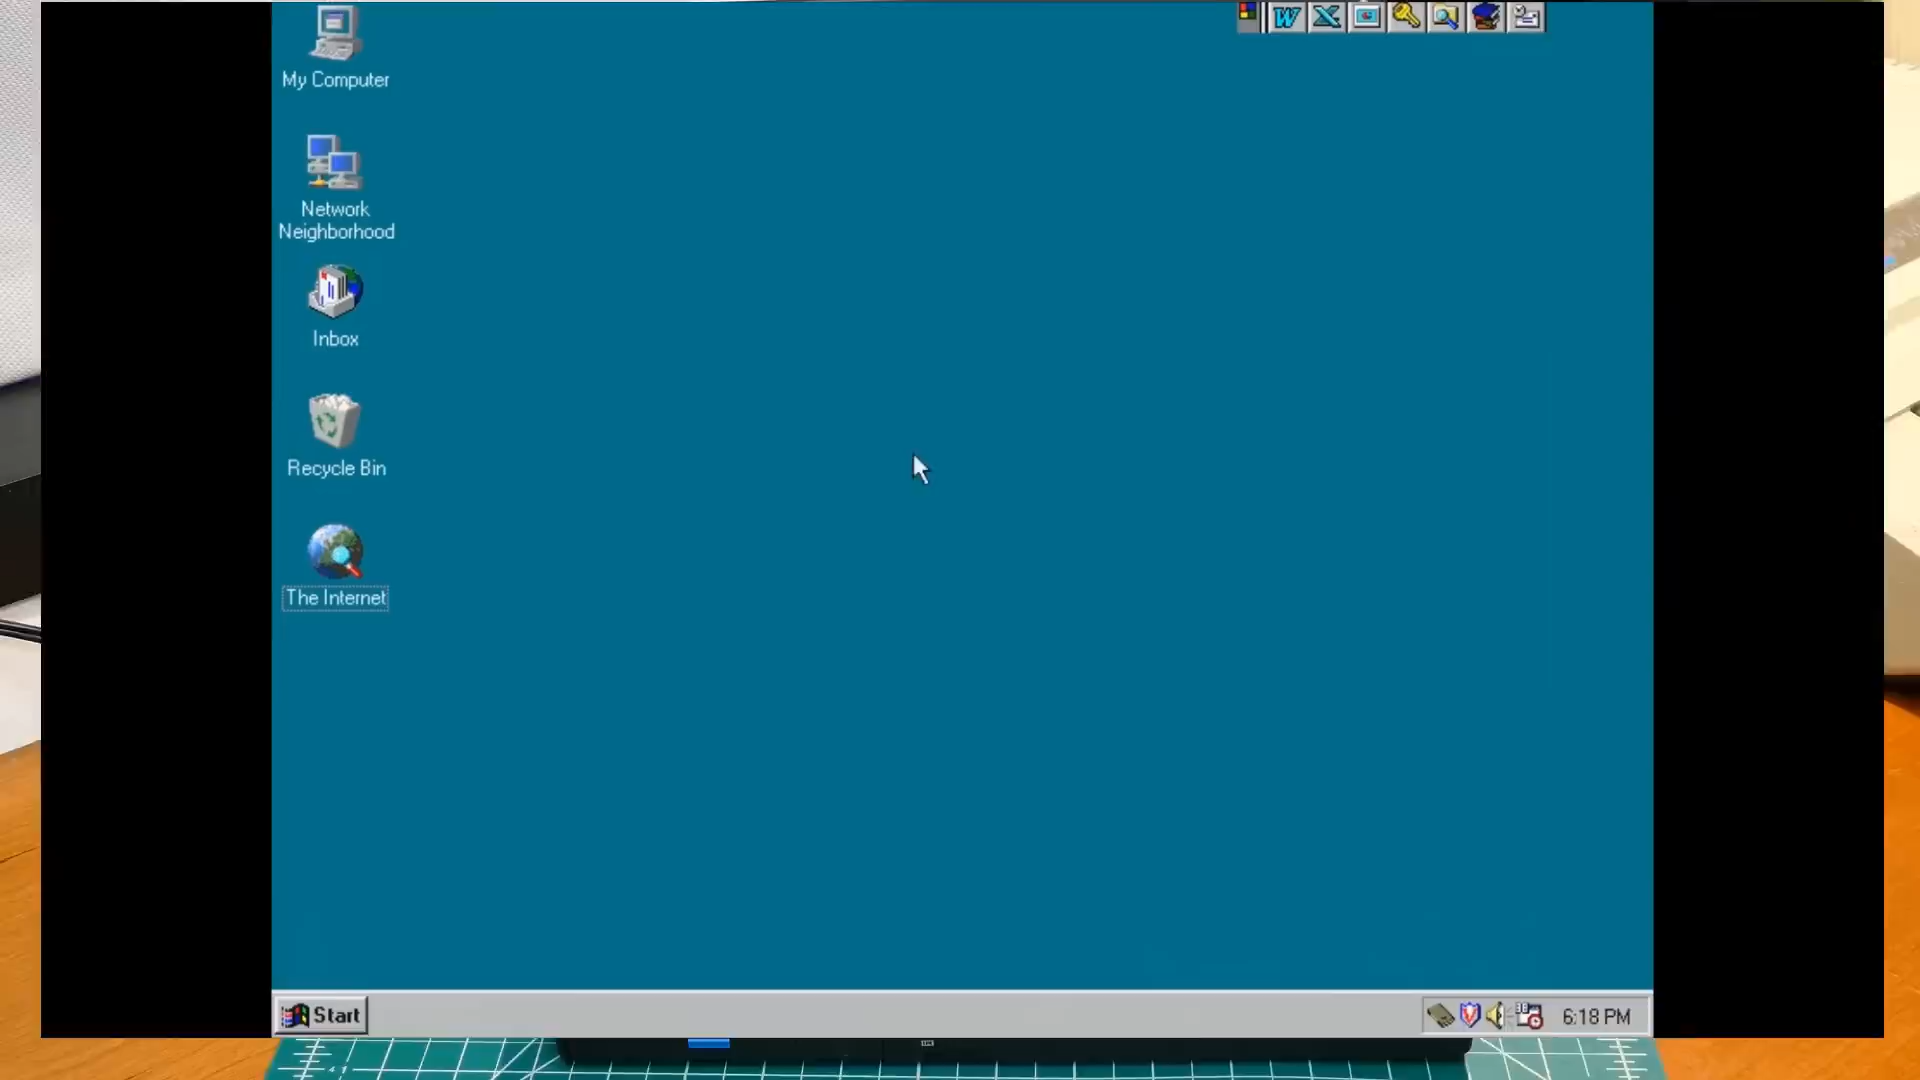 My Computer
Network
Neighborhood
Inbox
Recycle Bin
The Internet
Start
6:18 PM